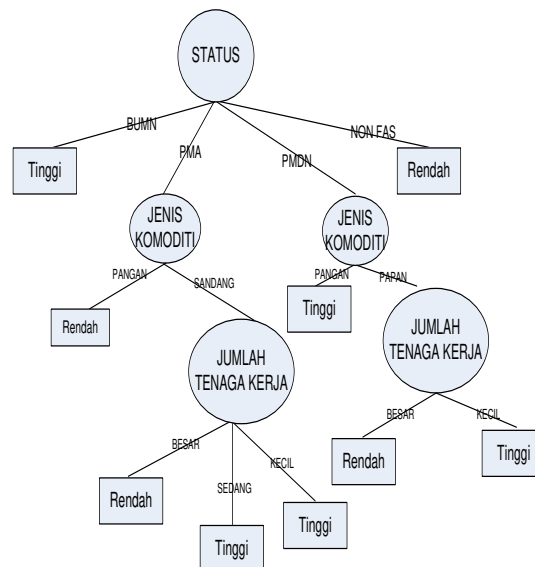 STATUS
BUMN
NON FAS
PMA
PMDN
Tinggi
Rendah
JENIS
KOMODITI
JENIS
KOMODITI
PANGAN
SANDANG
PANGAN
PAPAN
Rendah
Tinggi
JUMLAH
TENAGA KERJA
JUMLAH
TENAGA KERJA
BESAR
KECIL
BESAR
SEDANG
KECIL
Rendah
Tinggi
Rendah
Tinggi
Tinggi